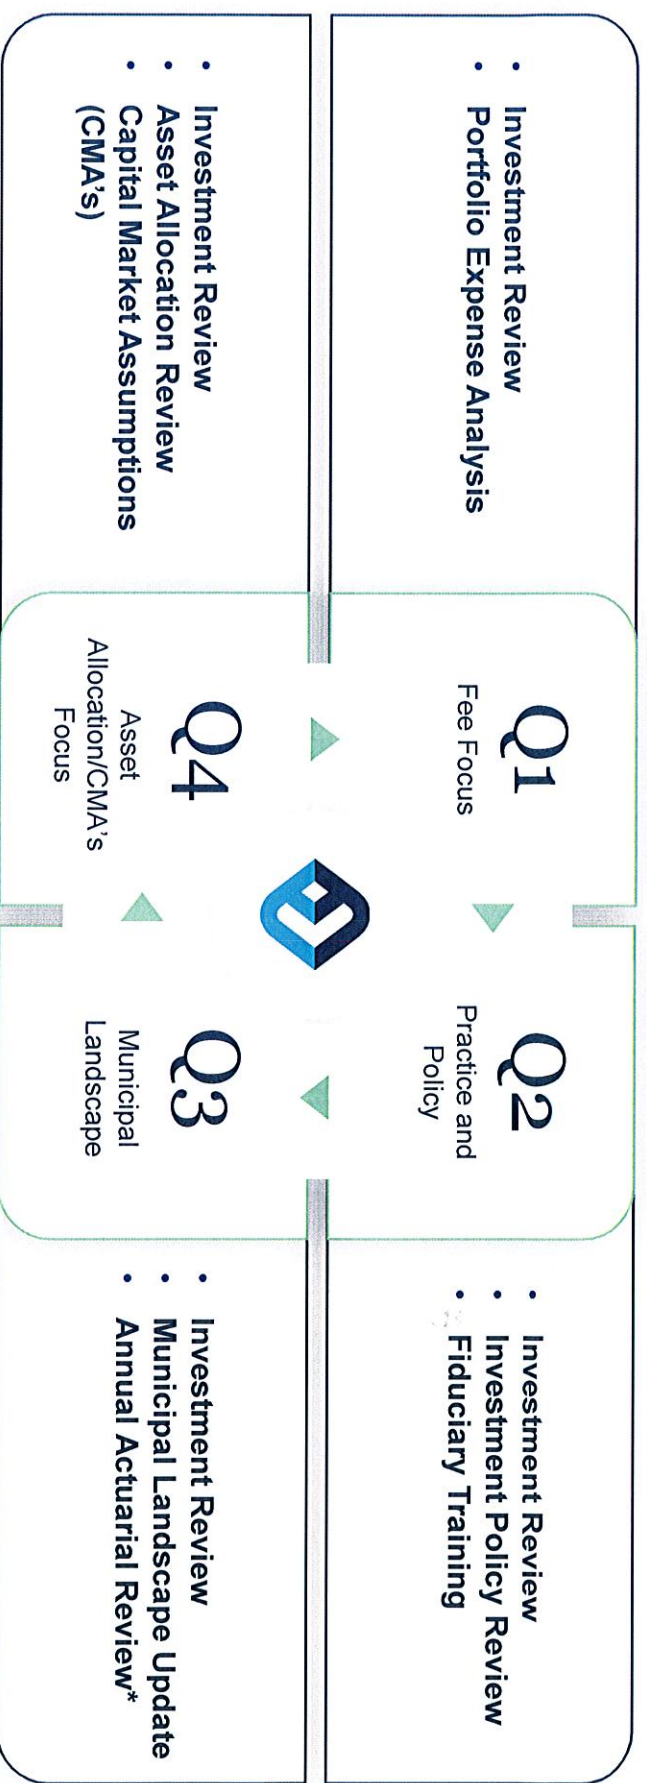 Investment Review
Portfolio Expense Analysis
Q1
Fee Focus
Q2
Practice and
Policy
Investment Review
Investment Policy Review
Fiduciary Training
Investment Review
Asset Allocation Review
Capital Market Assumptions
(CMA's)
Q4
Asset
Allocation/CMA's
Focus
Q3
Municipal
Landscape
Investment Review
Municipal Landscape Update
Annual Actuarial Review*